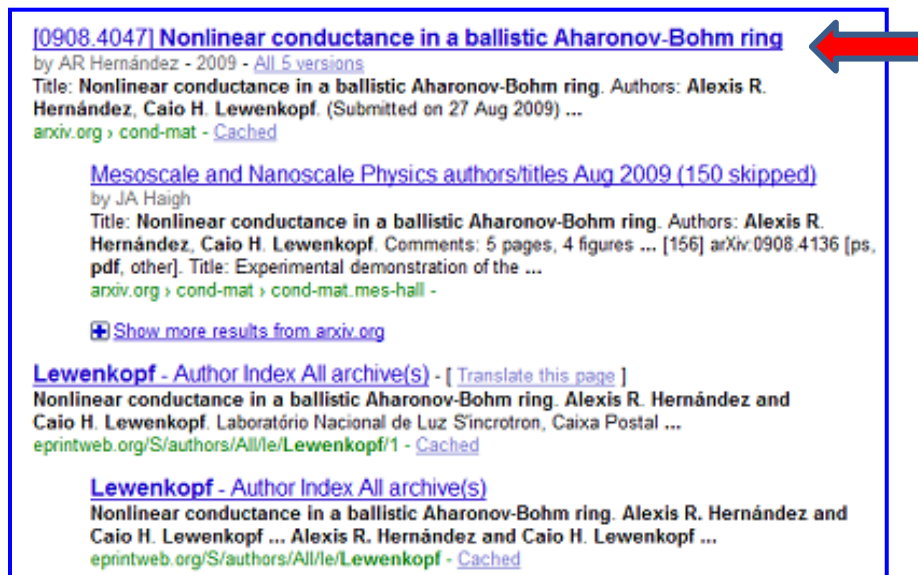 [0908.4047] Nonlinear conductance in a ballistic Aharonov-Bohm ring
by AR Hernández - 2009 - All 5 versions
Title: Nonlinear conductance in a ballistic Aharonov-Bohm ring. Authors: Alexis R.
Hernández, Caio H. Lewenkopf. (Submitted on 27 Aug 2009) ...
arxiv.org › cond-mat - Cached
Mesoscale and Nanoscale Physics authors/titles Aug 2009 (150 skipped)
by JA Haigh
Title: Nonlinear conductance in a ballistic Aharonov-Bohm ring. Authors: Alexis R.
Hernández, Caio H. Lewenkopf. Comments: 5 pages, 4 figures ... [156] arXiv:0908.4136 [ps,
pdf, other]. Title: Experimental demonstration of the ...
arxiv.org › cond-mat › cond-mat.mes-hall -
Show more results from arxiv.org
Lewenkopf - Author Index All archive(s) - [ Translate this page ]
Nonlinear conductance in a ballistic Aharonov-Bohm ring. Alexis R. Hernández and
Caio H. Lewenkopf. Laboratório Nacional de Luz S'incrotron, Caixa Postal ...
eprintweb.org/S/authors/All/le/Lewenkopf/1 - Cached
Lewenkopf - Author Index All archive(s)
Nonlinear conductance in a ballistic Aharonov-Bohm ring. Alexis R. Hernández and
Caio H. Lewenkopf ... Alexis R. Hernández and Caio H. Lewenkopf ...
eprintweb.org/S/authors/All/le/Lewenkopf - Cached